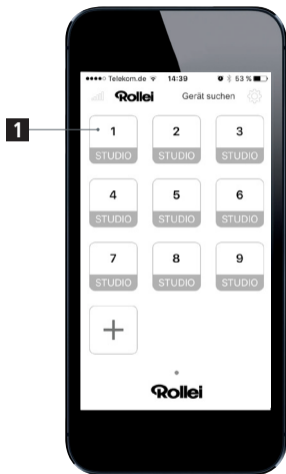 ●●●●○ Telekom.de 14:39 53 %
Rollei Gerät suchen
1 1 2 3
STUDIO STUDIO STUDIO
4 5 6
STUDIO STUDIO STUDIO
7 8 9
STUDIO STUDIO STUDIO
+
Rollei